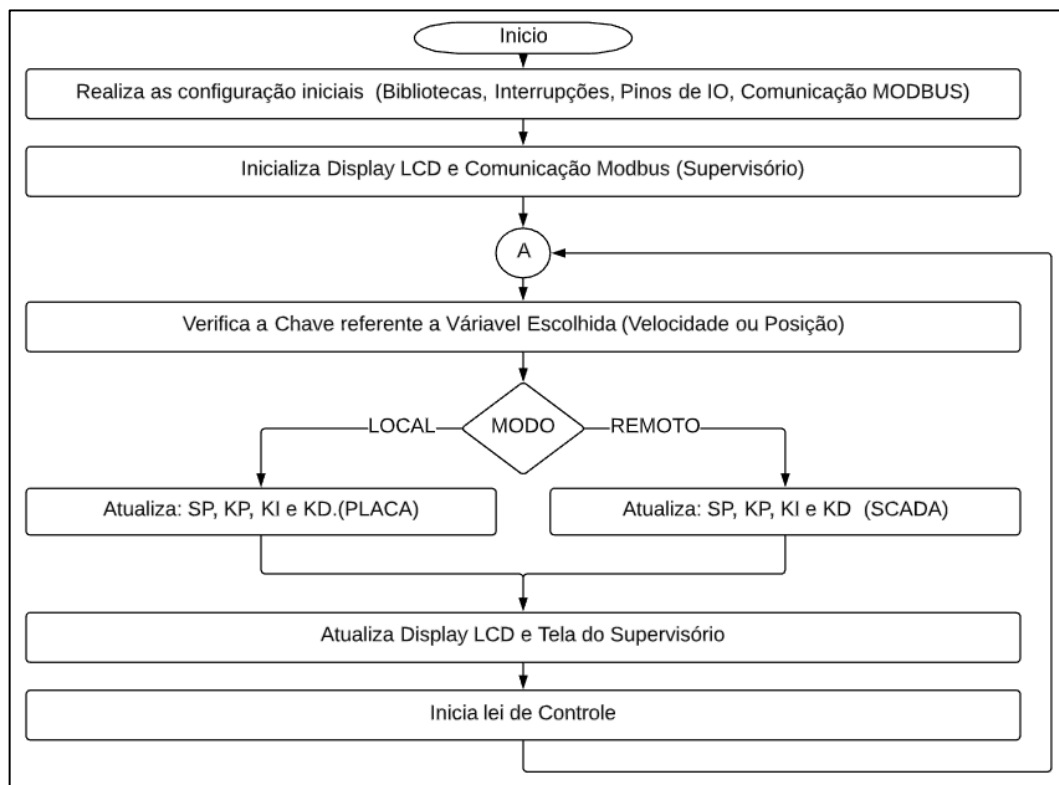 Inicio
Realiza as configuração iniciais (Bibliotecas, Interrupções, Pinos de IO, Comunicação MODBUS)
Inicializa Display LCD e Comunicação Modbus (Supervisório)
A
Verifica a Chave referente a Váriavel Escolhida (Velocidade ou Posição)
LOCAL
MODO
REMOTO
Atualiza: SP, KP, KI e KD.(PLACA)
Atualiza: SP, KP, KI e KD (SCADA)
Atualiza Display LCD e Tela do Supervisório
Inicia lei de Controle